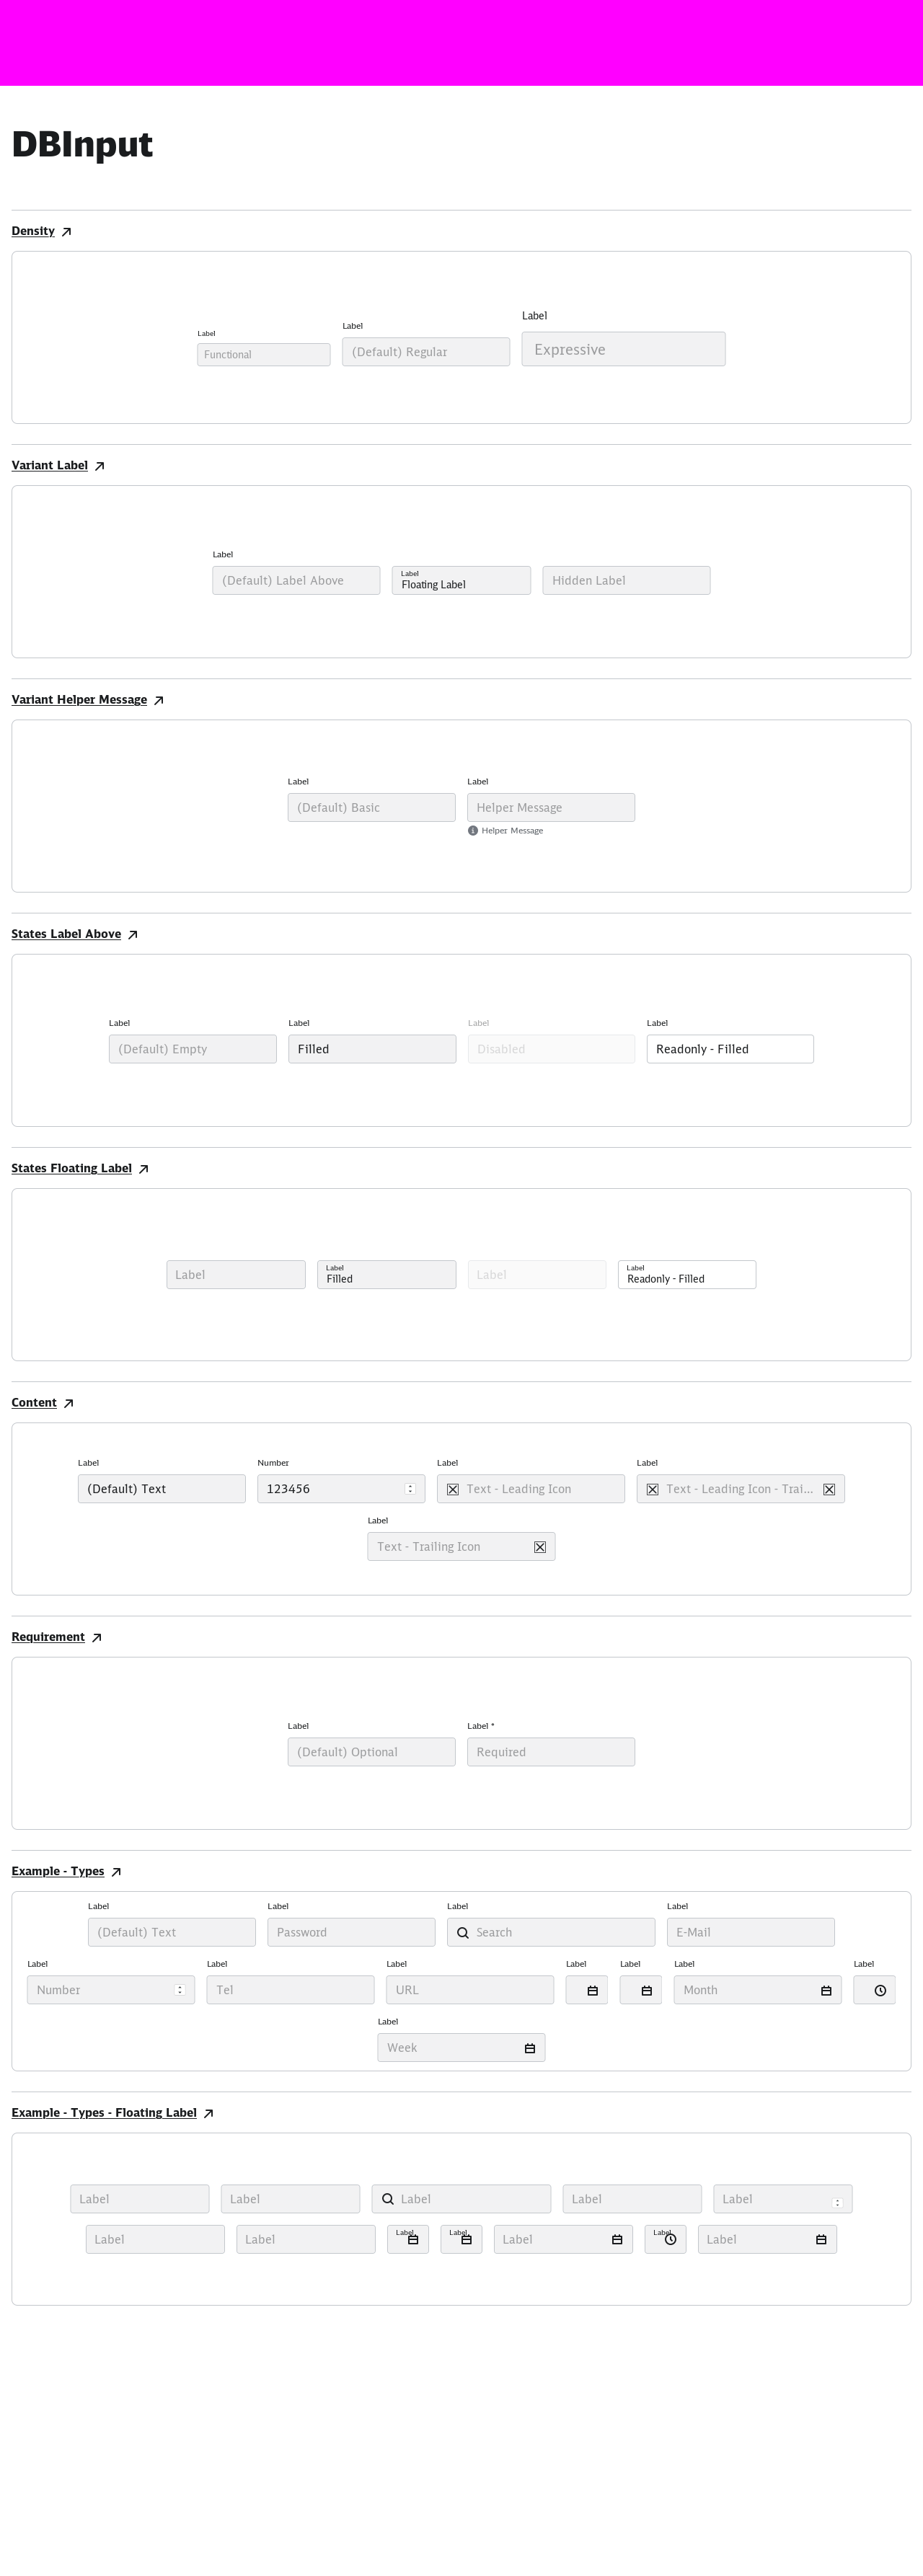 DBInput
Density
Label Label Label
Functional (Default) Regular Expressive
Variant Label
Label
(Default) Label Above Label Floating Label Hidden Label
Variant Helper Message
Label Label
(Default) Basic Helper Message
Helper Message
States Label Above
Label Label Label Label
(Default) Empty Filled Disabled Readonly - Filled
States Floating Label
Label Label Filled Label Label Readonly - Filled
Content
Label Number Label Label
(Default) Text 123456 Text - Leading Icon Text - Leading Icon - Trai...
Label
Text - Trailing Icon
Requirement
Label Label *
(Default) Optional Required
Example - Types
Label Label Label Label
(Default) Text Password Search E-Mail
Label Label Label Label Label Label Label
Number Tel URL Month
Label
Week
Example - Types - Floating Label
Label Label Label Label Label
Label Label Label Label Label Label Label